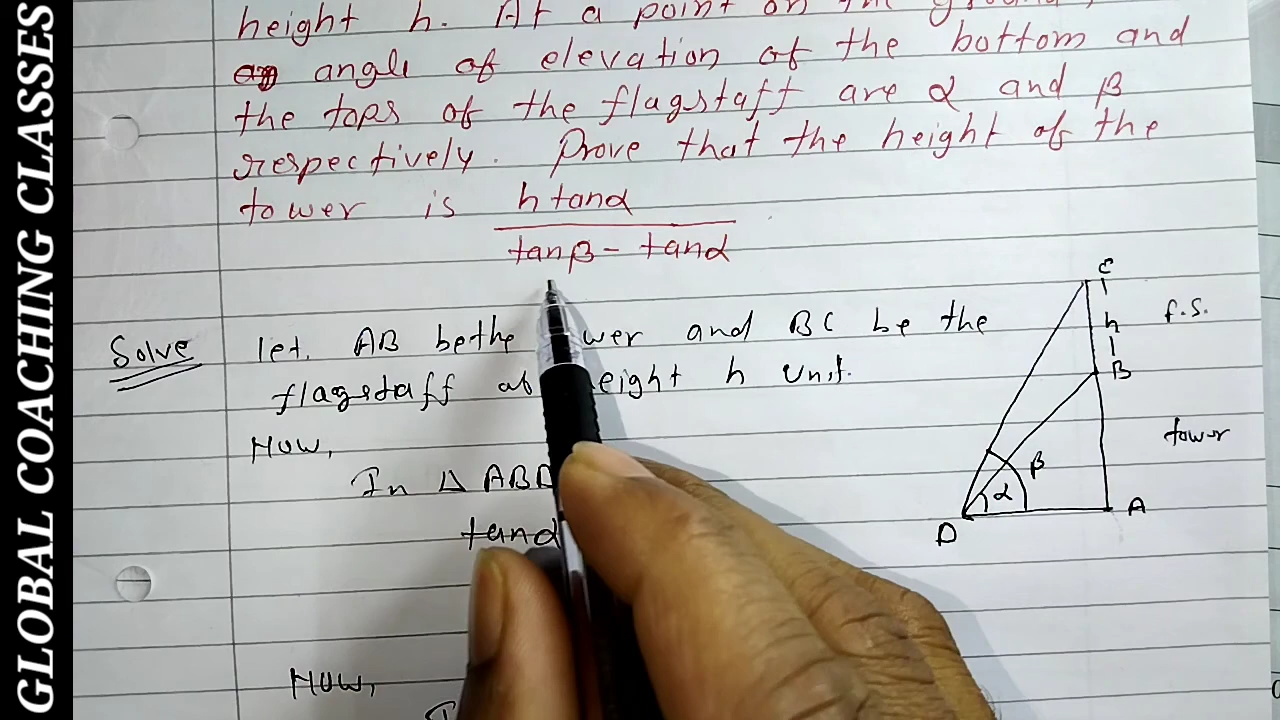 GLOBAL COACHING CLASSES
height h. At a point on the ground,
angle of elevation of the bottom and
the tops of the flagstaff are α and β
respectively. Prove that the height of the
tower is h tanα
tanβ - tanα
Solve let. AB be the wer and BC be the
flagstaff of eight h unit.
Now,
In Δ ABD
tanα
Now,
C
h
f.s.
B
tower
β
α
D
A